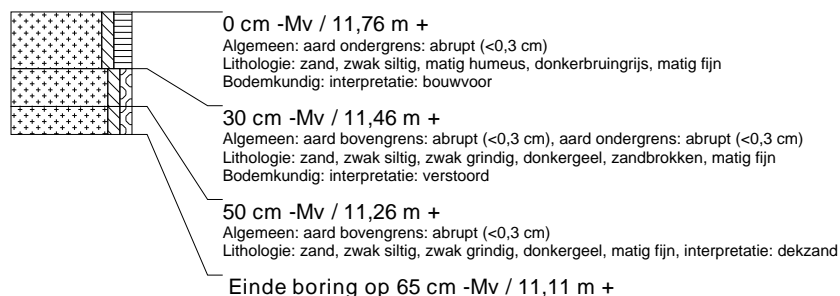 0 cm -Mv / 11,76 m +
Algemeen: aard ondergrens: abrupt (<0,3 cm)
Lithologie: zand, zwak siltig, matig humeus, donkerbruingrijs, matig fijn
Bodemkundig: interpretatie: bouwvoor
30 cm -Mv / 11,46 m +
Algemeen: aard bovengrens: abrupt (<0,3 cm), aard ondergrens: abrupt (<0,3 cm)
Lithologie: zand, zwak siltig, zwak grindig, donkergeel, zandbrokken, matig fijn
Bodemkundig: interpretatie: verstoord
50 cm -Mv / 11,26 m +
Algemeen: aard bovengrens: abrupt (<0,3 cm)
Lithologie: zand, zwak siltig, zwak grindig, donkergeel, matig fijn, interpretatie: dekzand
Einde boring op 65 cm -Mv / 11,11 m +